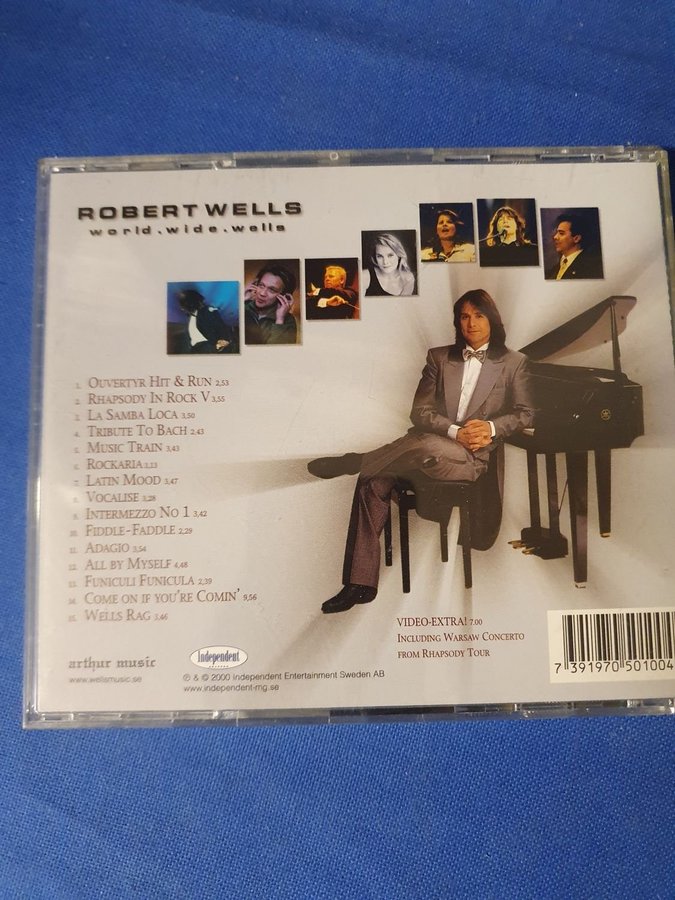 ROBERT WELLS
world.wide.wells
1. OUVERTYR HIT & RUN 2,53
2. RHAPSODY IN ROCK V 3,55
3. LA SAMBA LOCA 3,50
4. TRIBUTE TO BACH 2,43
5. MUSIC TRAIN 3,43
6. ROCKARIA 1,13
7. LATIN MOOD 3,47
8. VOCALISE 3,28
9. INTERMEZZO NO 1 3,42
10. FIDDLE-FADDLE 2,29
11. ADAGIO 3,54
12. ALL BY MYSELF 4,48
13. FUNICULI FUNICULA 2,39
14. COME ON IF YOU'RE COMIN' 9,56
15. WELLS RAG 3,46
VIDEO-EXTRA! 7.00
INCLUDING WARSAW CONCERTO
FROM RHAPSODY TOUR
arthur music
www.wellsmusic.se
Independent
℗ & © 2000 Independent Entertainment Sweden AB
www.independent-mg.se
7 391970 501004